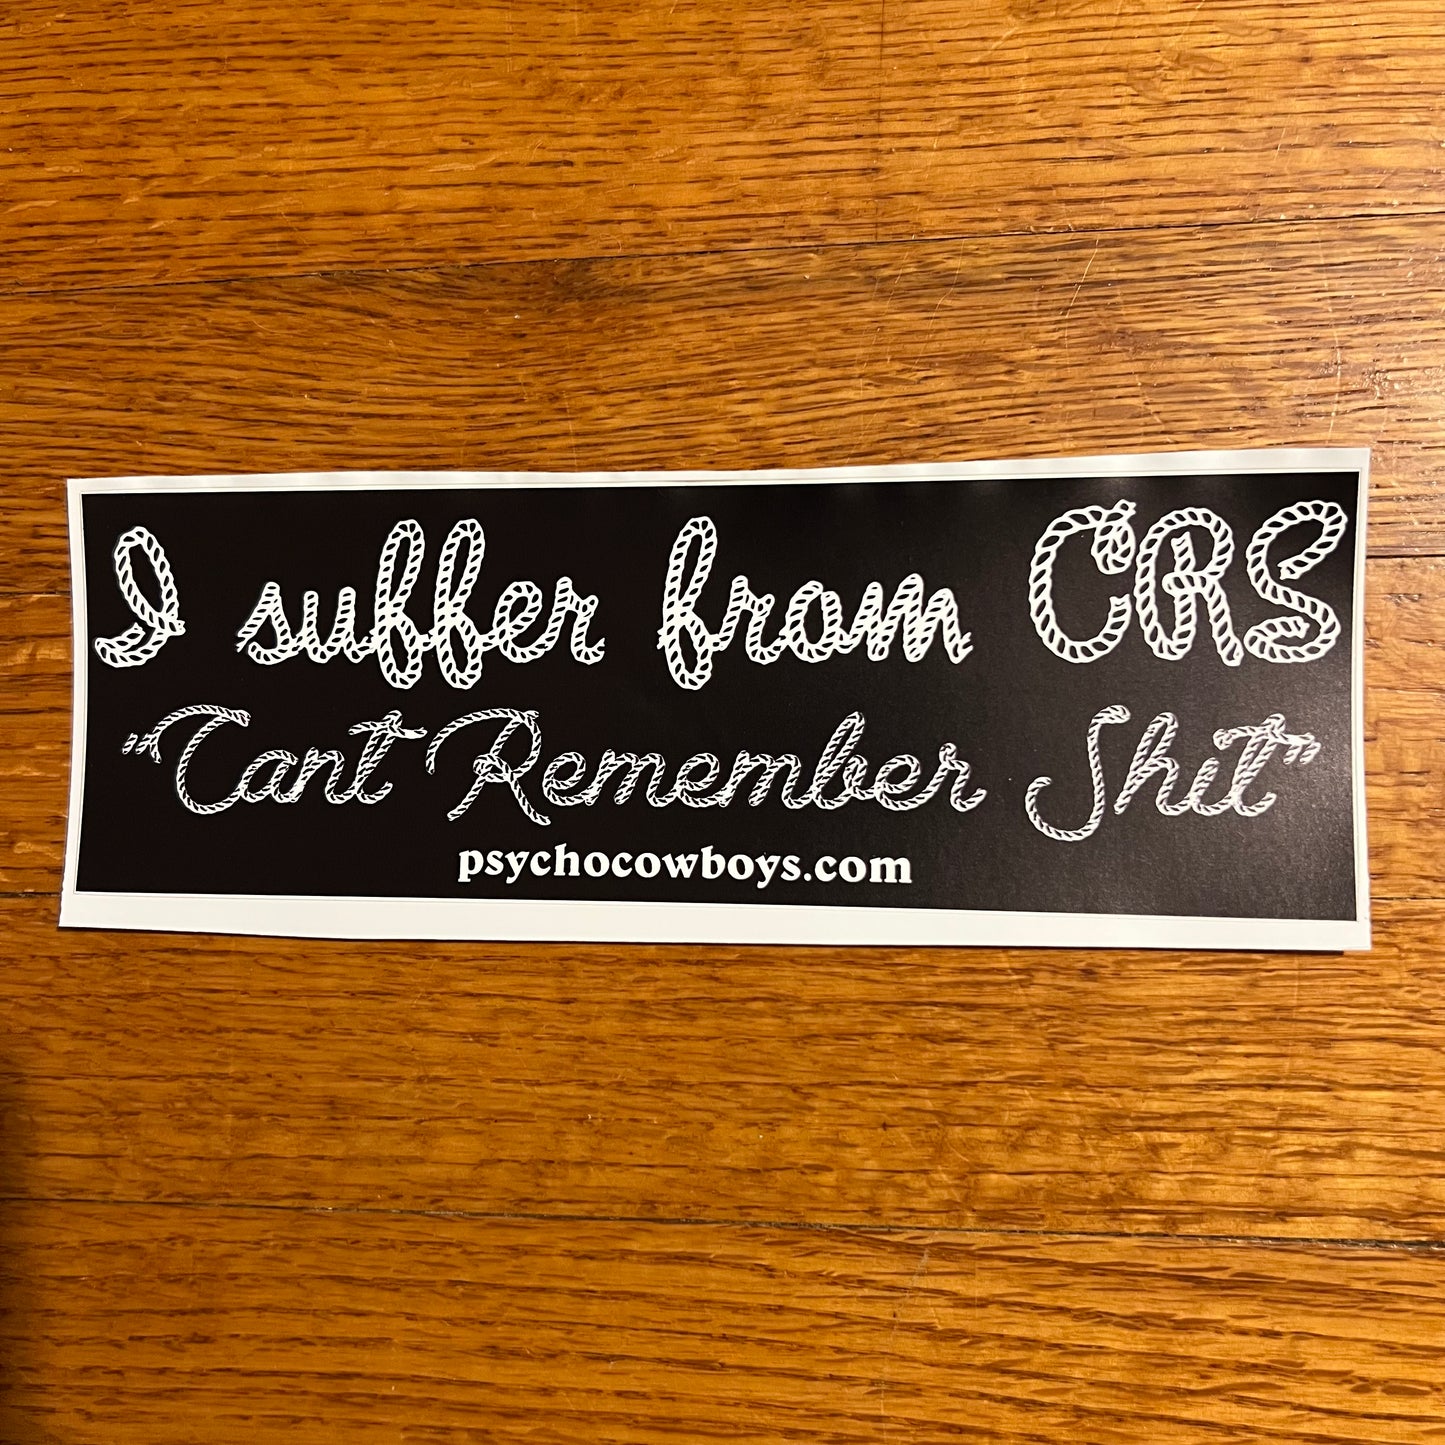 I suffer from CRS
"Cant Remember Shit"
psychocowboys.com